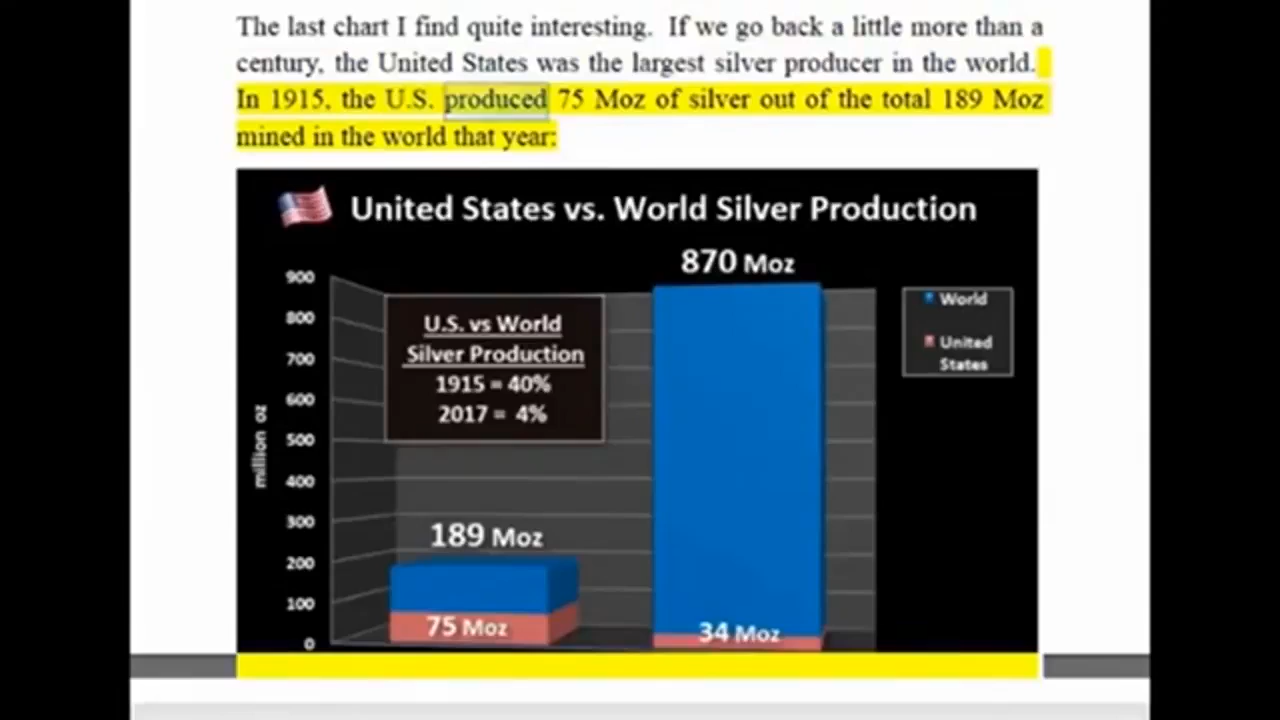 The last chart I find quite interesting. If we go back a little more than a
century, the United States was the largest silver producer in the world.
In 1915, the U.S. produced 75 Moz of silver out of the total 189 Moz
mined in the world that year:
United States vs. World Silver Production
870 Moz
900
800
700
600
500
400
300
200
100
0
million oz
U.S. vs World
Silver Production
1915 = 40%
2017 = 4%
World
United
States
189 Moz
75 Moz
34 Moz